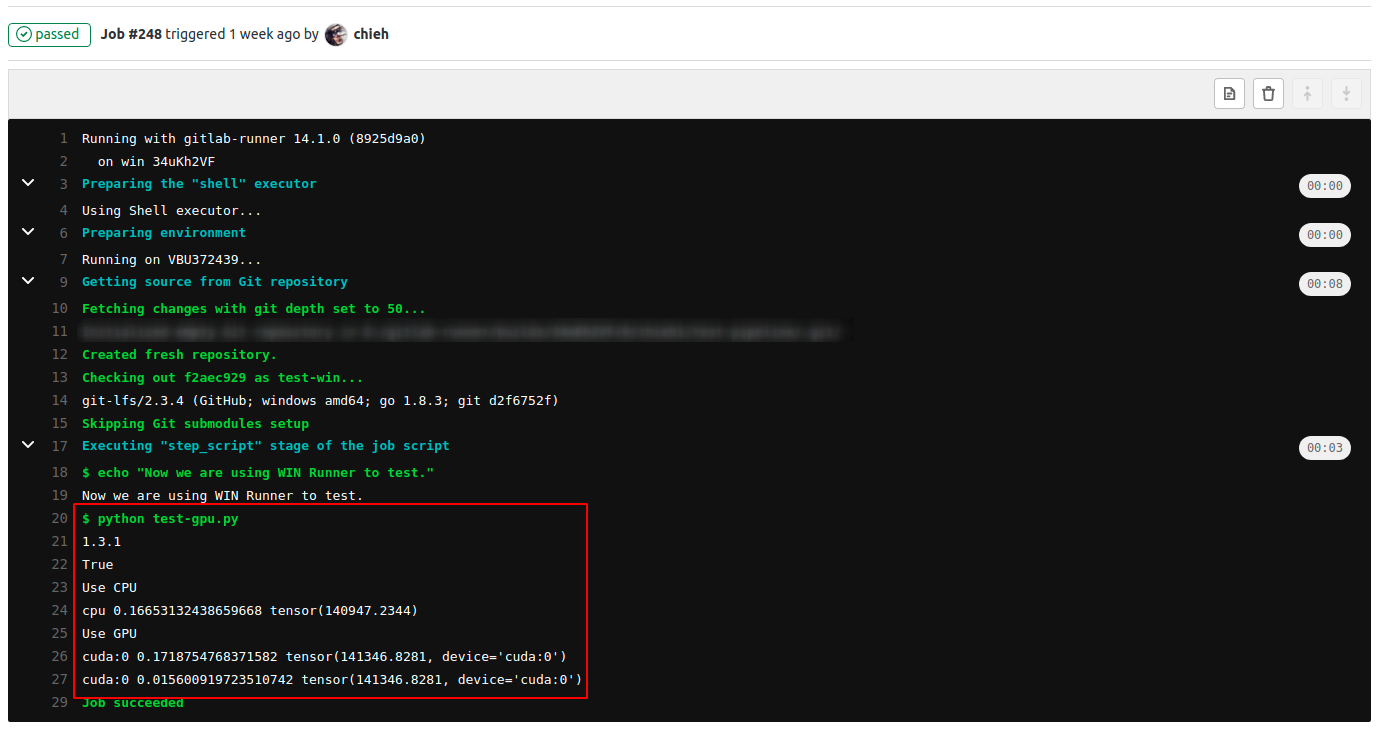 passed Job #248 triggered 1 week ago by chieh
1 Running with gitlab-runner 14.1.0 (8925d9a0)
2 on win 34uKh2VF
3 Preparing the "shell" executor 00:00
4 Using Shell executor...
6 Preparing environment 00:00
7 Running on VBU372439...
9 Getting source from Git repository 00:08
10 Fetching changes with git depth set to 50...
11
12 Created fresh repository.
13 Checking out f2aec929 as test-win...
14 git-lfs/2.3.4 (GitHub; windows amd64; go 1.8.3; git d2f6752f)
15 Skipping Git submodules setup
17 Executing "step_script" stage of the job script 00:03
18 $ echo "Now we are using WIN Runner to test."
19 Now we are using WIN Runner to test.
20 $ python test-gpu.py
21 1.3.1
22 True
23 Use CPU
24 cpu 0.16653132438659668 tensor(140947.2344)
25 Use GPU
26 cuda:0 0.1718754768371582 tensor(141346.8281, device='cuda:0')
27 cuda:0 0.015600919723510742 tensor(141346.8281, device='cuda:0')
29 Job succeeded